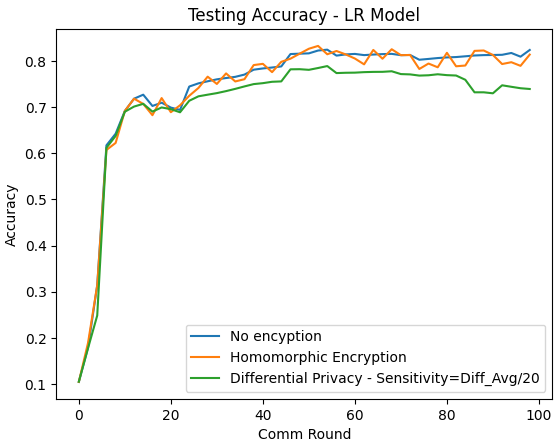 Testing Accuracy - LR Model
Accuracy
0.8
0.7
0.6
0.5
0.4
0.3
0.2
0.1
No encyption
Homomorphic Encryption
Differential Privacy - Sensitivity=Diff_Avg/20
0 20 40 60 80 100
Comm Round